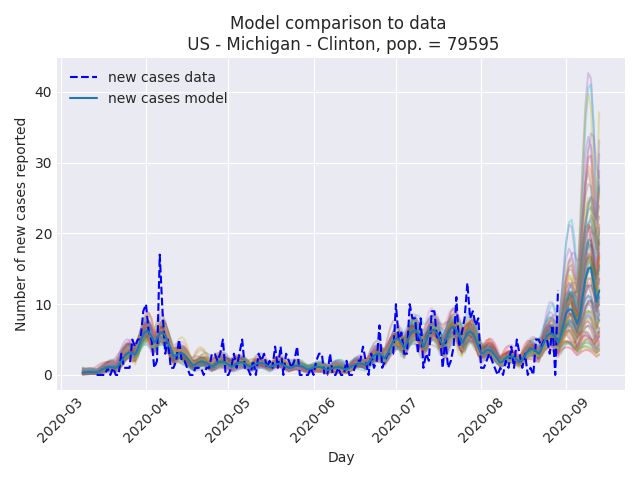 Model comparison to data
US - Michigan - Clinton, pop. = 79595
new cases data
new cases model
Number of new cases reported
40
30
20
10
0
2020-03
2020-04
2020-05
2020-06
2020-07
2020-08
2020-09
Day